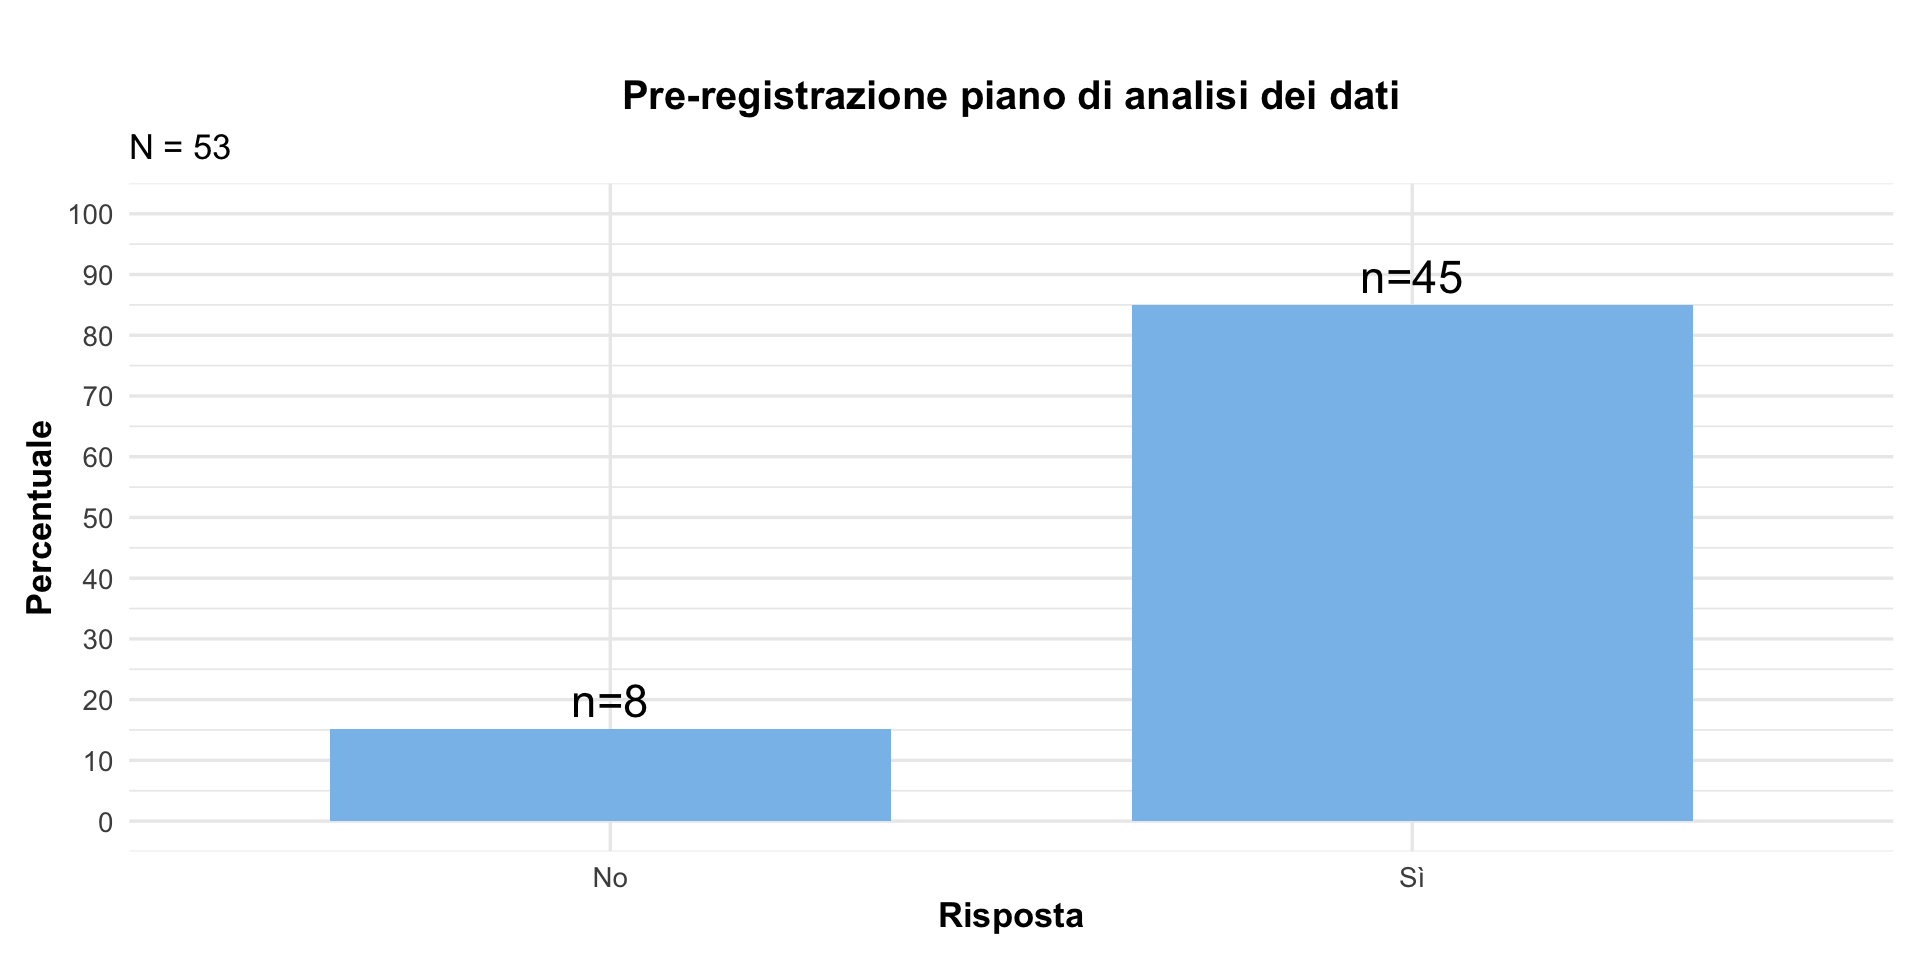 Pre-registrazione piano di analisi dei dati
N = 53
Percentuale
100
90
80
70
60
50
40
30
20
10
0
n=8
n=45
No
Sì
Risposta